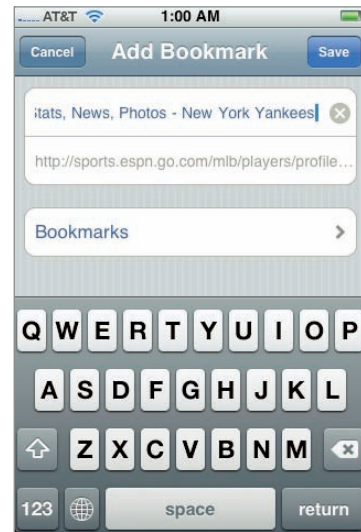 AT&T 1:00 AM
Cancel Add Bookmark Save
Stats, News, Photos - New York Yankees
http://sports.espn.go.com/mlb/players/profile...
Bookmarks
Q W E R T Y U I O P
A S D F G H J K L
Z X C V B N M
123 space return